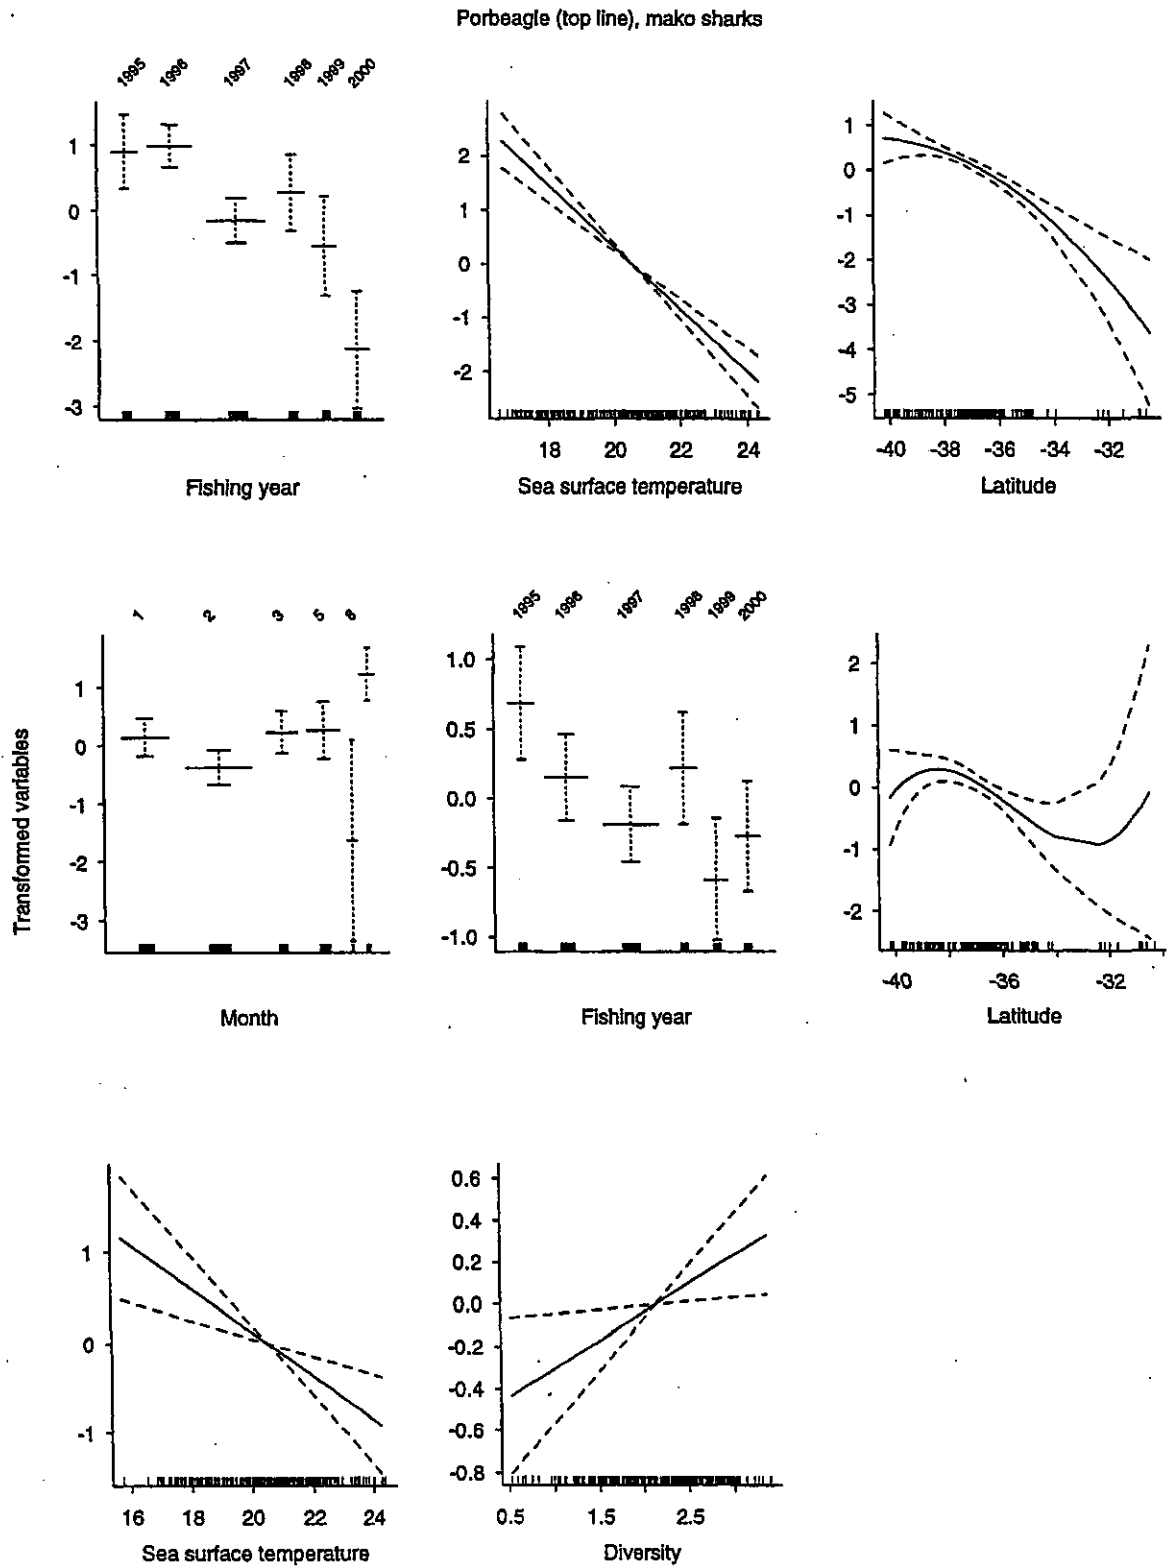 Porbeagle (top line), mako sharks
1995 1996 1997 1998 1999 2000
1
0
-1
-2
-3
Fishing year
2
1
0
-1
-2
18 20 22 24
Sea surface temperature
1
0
-1
-2
-3
-4
-5
-40 -38 -36 -34 -32
Latitude
Transformed variables
1 2 3 5 8
1
0
-1
-2
-3
Month
1995 1996 1997 1998 1999 2000
1.0
0.5
0.0
-0.5
-1.0
Fishing year
2
1
0
-1
-2
-40 -36 -32
Latitude
1
0
-1
16 18 20 22 24
Sea surface temperature
0.6
0.4
0.2
0.0
-0.2
-0.4
-0.6
-0.8
0.5 1.5 2.5
Diversity